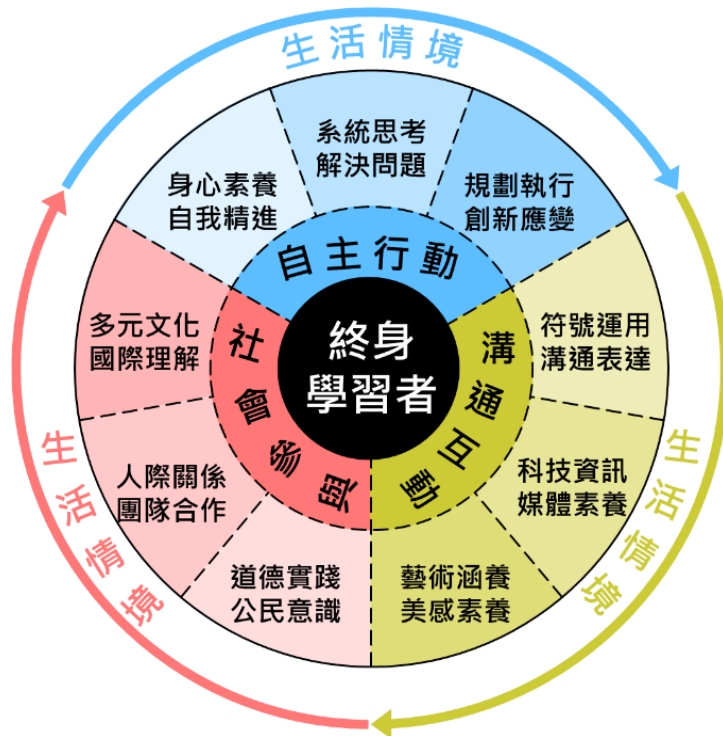 生活情境
系統思考
解決問題
身心素養
自我精進
規劃執行
創新應變
自主行動
多元文化
國際理解
符號運用
溝通表達
終身
學習者
社會參與
溝通互動
人際關係
團隊合作
科技資訊
媒體素養
道德實踐
公民意識
藝術涵養
美感素養
生活情境
生活情境